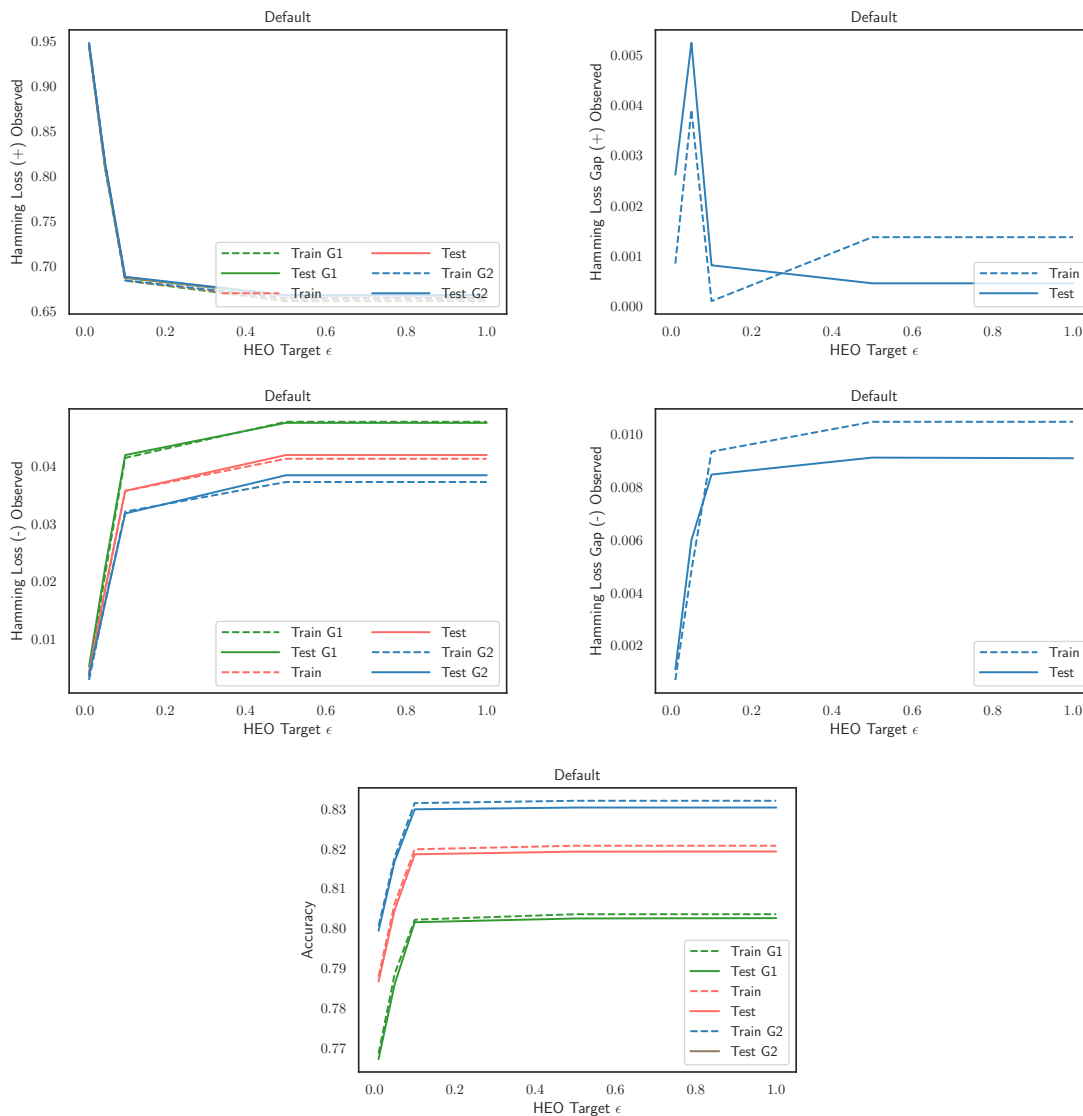 Default
Hamming Loss (+) Observed
0.95
0.90
0.85
0.80
0.75
0.70
0.65
Train G1
Test G1
Train
Test
Train G2
Test G2
0.0 0.2 0.4 0.6 0.8 1.0
HEO Target ϵ
Default
Hamming Loss Gap (+) Observed
0.005
0.004
0.003
0.002
0.001
0.000
Train
Test
0.0 0.2 0.4 0.6 0.8 1.0
HEO Target ϵ
Default
Hamming Loss (-) Observed
0.04
0.03
0.02
0.01
Train G1
Test G1
Train
Test
Train G2
Test G2
0.0 0.2 0.4 0.6 0.8 1.0
HEO Target ϵ
Default
Hamming Loss Gap (-) Observed
0.010
0.008
0.006
0.004
0.002
Train
Test
0.0 0.2 0.4 0.6 0.8 1.0
HEO Target ϵ
Default
Accuracy
0.83
0.82
0.81
0.80
0.79
0.78
0.77
Train G1
Test G1
Train
Test
Train G2
Test G2
0.0 0.2 0.4 0.6 0.8 1.0
HEO Target ϵ